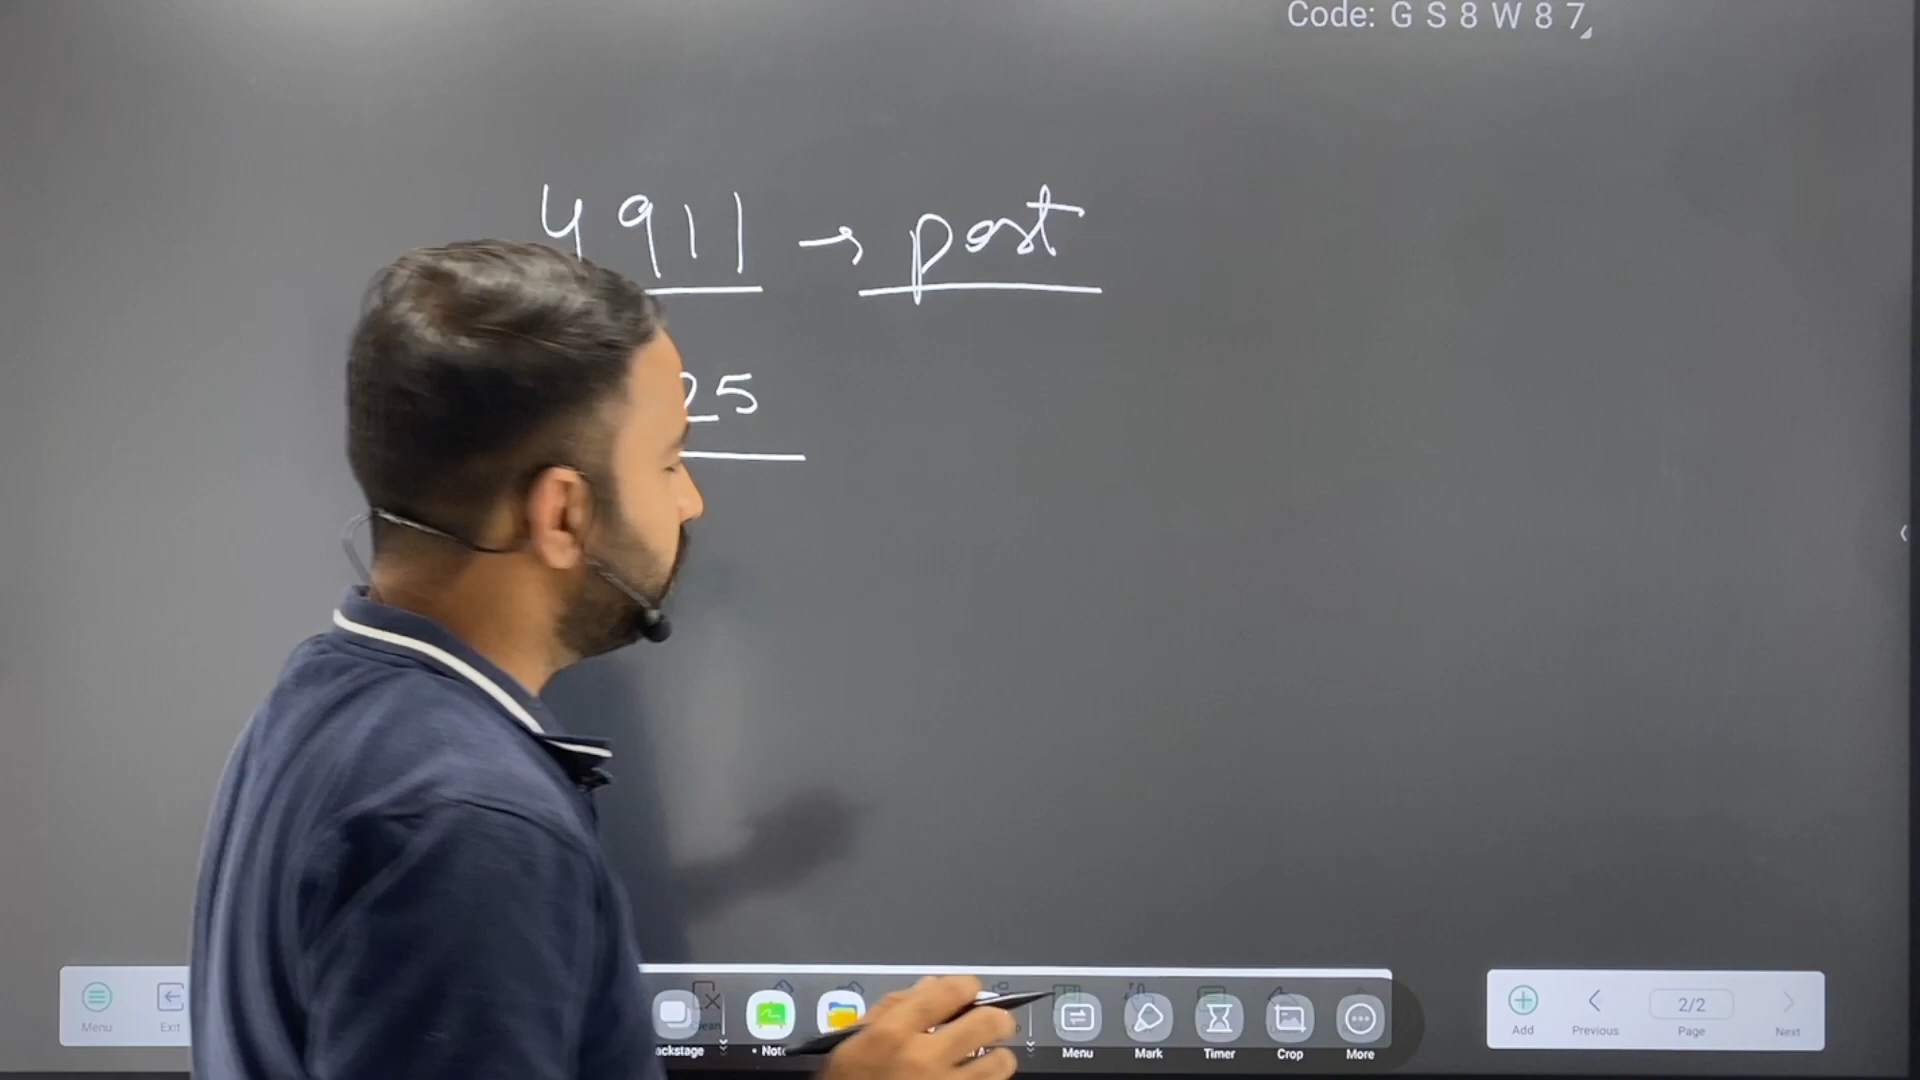 Code: G S 8 W 8 7
4911 → post
25
Menu
Exit
Menu
Mark
Timer
Crop
More
Add
Previous
2/2
Page
Next